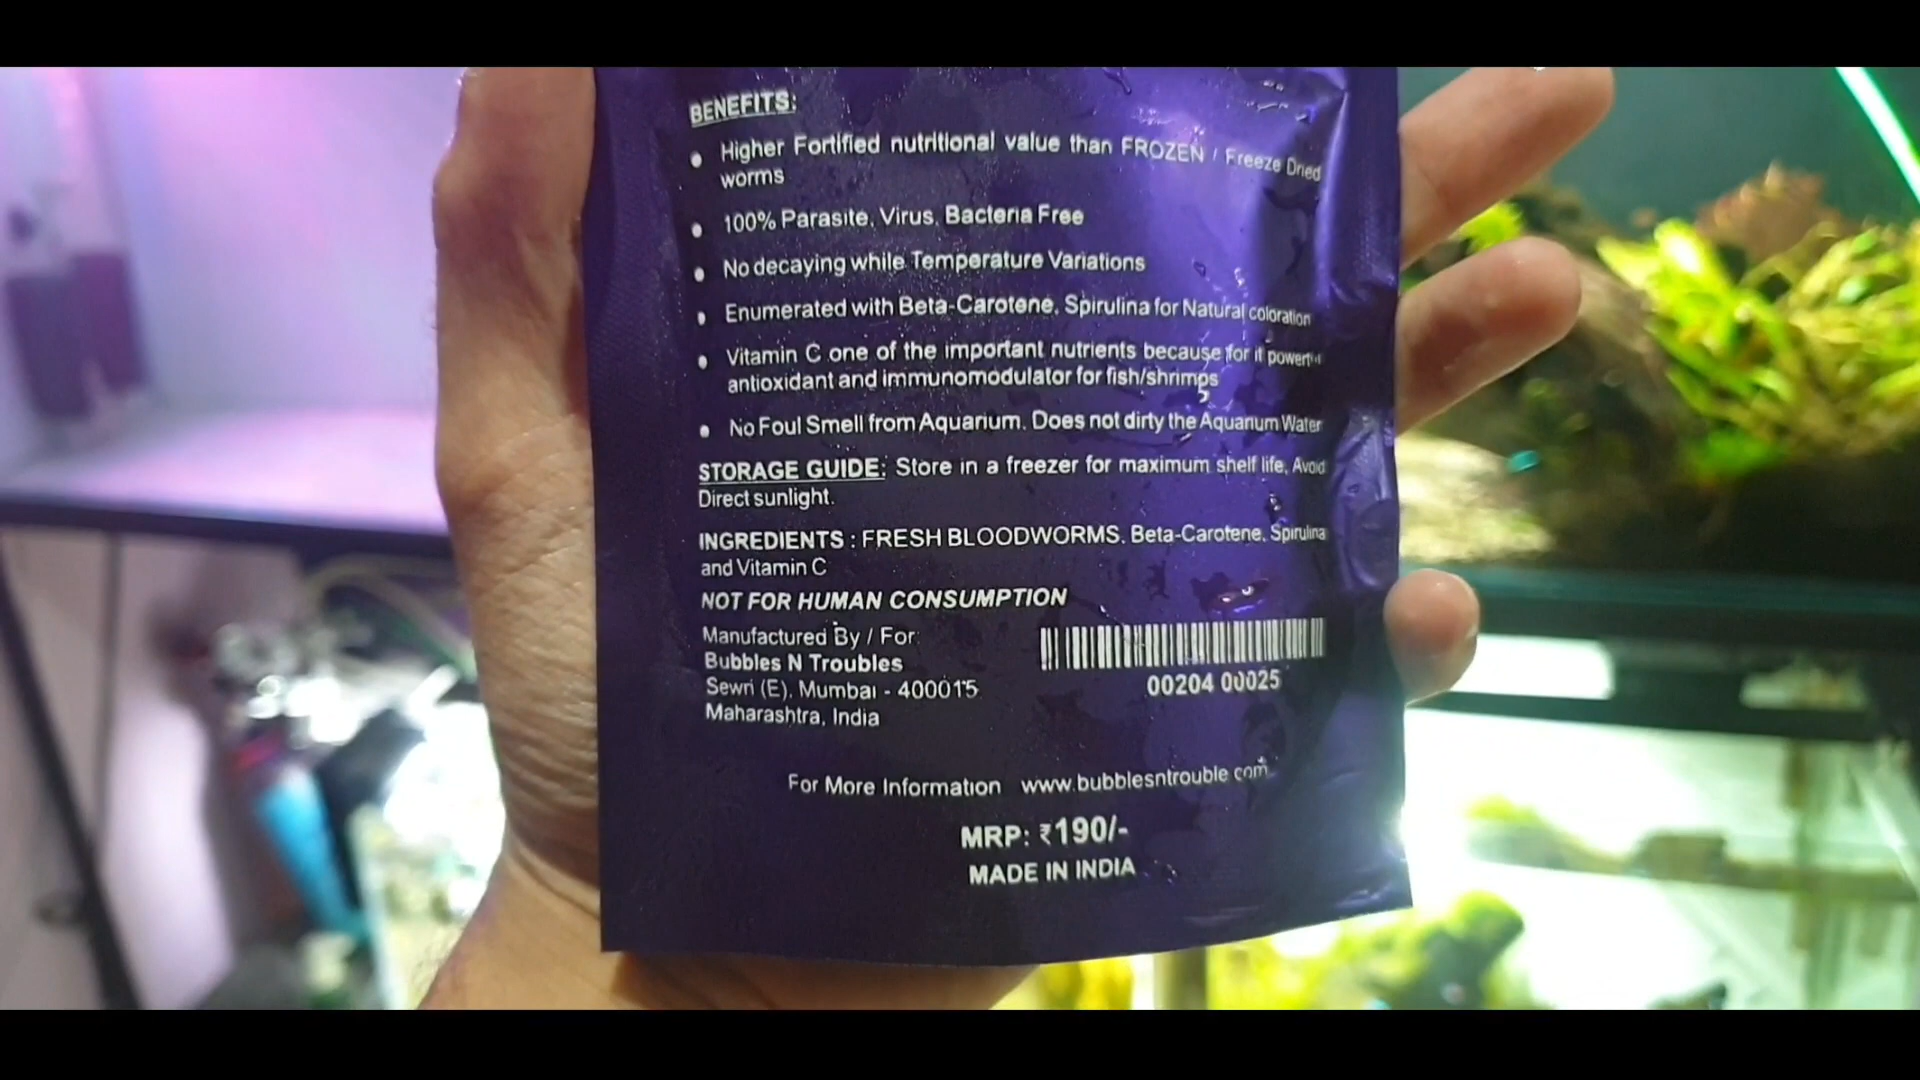 BENEFITS:
• Higher Fortified nutritional value than FROZEN / Freeze Dried
worms
• 100% Parasite, Virus, Bacteria Free
• No decaying while Temperature Variations
• Enumerated with Beta-Carotene, Spirulina for Natural coloration
• Vitamin C one of the important nutrients because for it
antioxidant and immunomodulator for fish/shrimps
• No Foul Smell from Aquarium. Does not dirty the Aquarium Water
STORAGE GUIDE: Store in a freezer for maximum shelf life, Avoid
Direct sunlight.
INGREDIENTS : FRESH BLOODWORMS, Beta-Carotene, Spirulina
and Vitamin C
NOT FOR HUMAN CONSUMPTION
Manufactured By / For:
Bubbles N Troubles
Sewri (E), Mumbai - 400015
Maharashtra, India
00204 00025
For More Information www.bubblesntrouble.com
MRP: ₹190/-
MADE IN INDIA